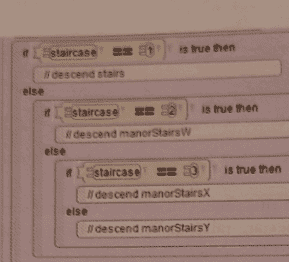 if staircase == 1 is true then
// descend stairs
else
if staircase == 2 is true then
// descend manorStairsW
else
if staircase == 3 is true then
// descend manorStairsX
else
// descend manorStairsY